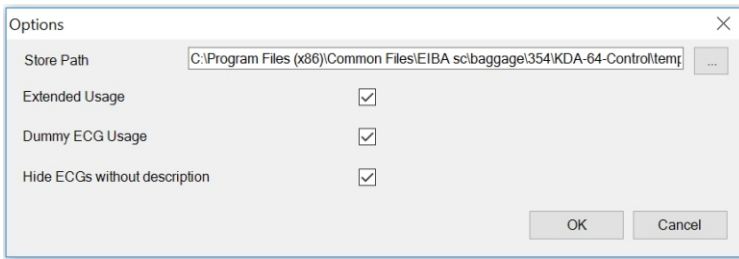 Options
Store Path C:\Program Files (x86)\Common Files\EIBA sc\baggage\354\KDA-64-Control\temp ...
Extended Usage
Dummy ECG Usage
Hide ECGs without description
OK Cancel